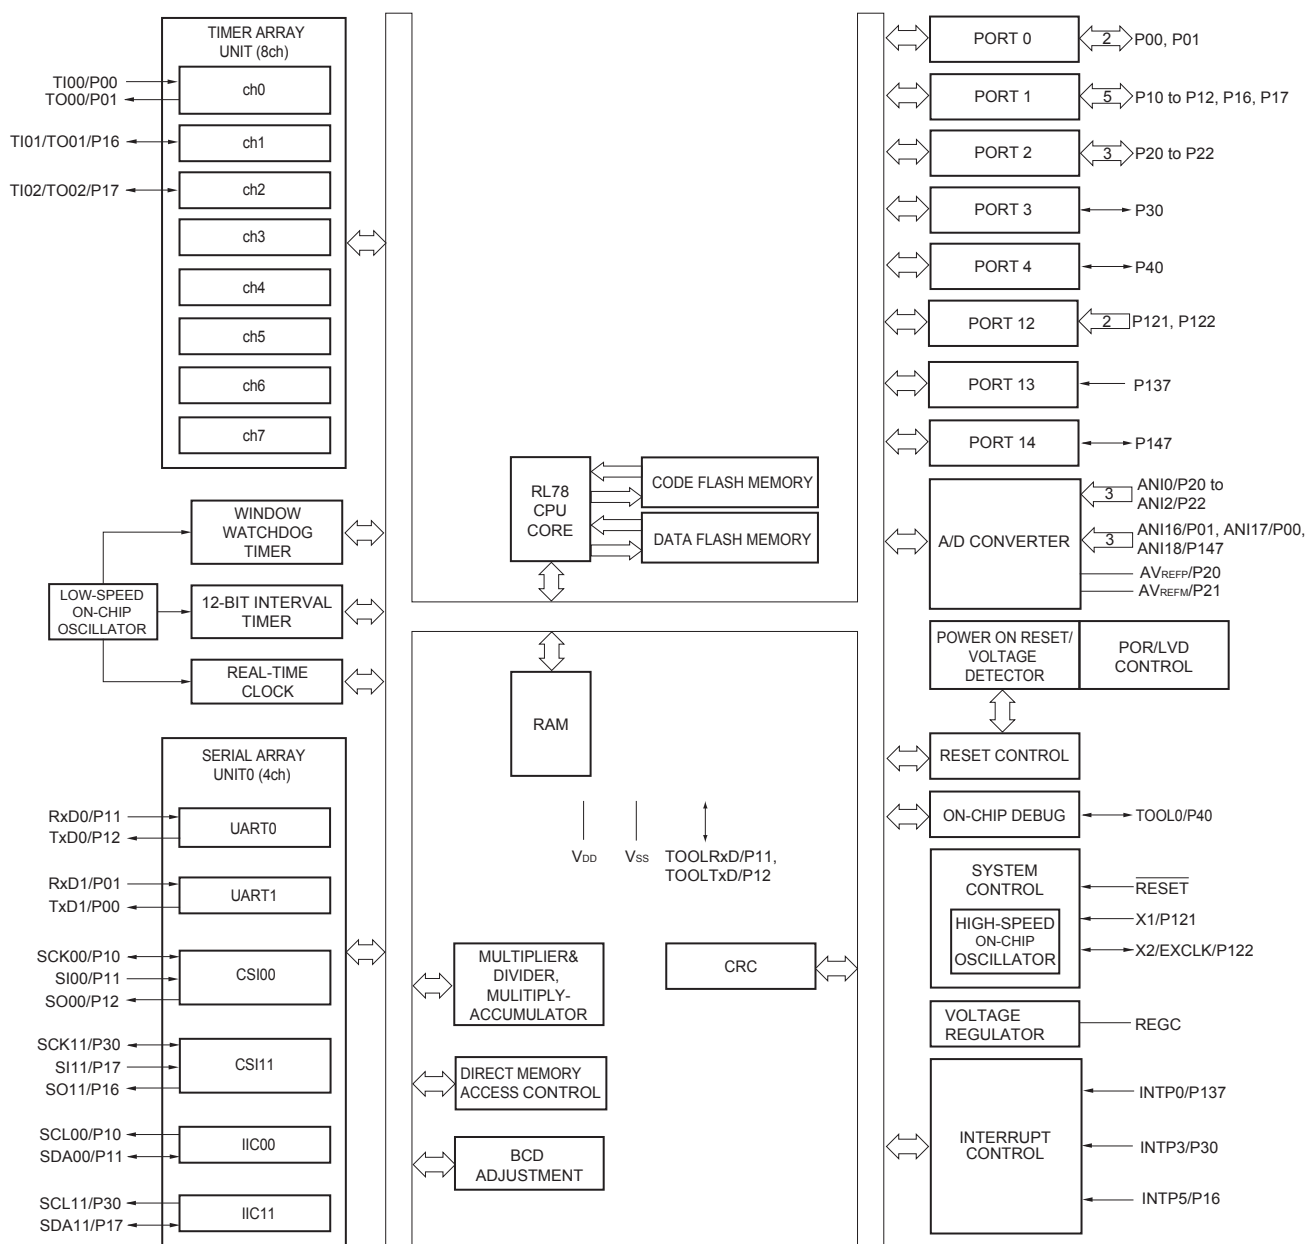 TIMER ARRAY
UNIT (8ch)
TI00/P00
TO00/P01
ch0
TI01/TO01/P16
ch1
TI02/TO02/P17
ch2
ch3
ch4
ch5
ch6
ch7
WINDOW
WATCHDOG
TIMER
LOW-SPEED
ON-CHIP
OSCILLATOR
12-BIT INTERVAL
TIMER
REAL-TIME
CLOCK
SERIAL ARRAY
UNIT0 (4ch)
RxD0/P11
TxD0/P12
UART0
RxD1/P01
TxD1/P00
UART1
SCK00/P10
SI00/P11
SO00/P12
CSI00
SCK11/P30
SI11/P17
SO11/P16
CSI11
SCL00/P10
SDA00/P11
IIC00
SCL11/P30
SDA11/P17
IIC11
RL78
CPU
CORE
CODE FLASH MEMORY
DATA FLASH MEMORY
RAM
VDD
VSS
TOOLRxD/P11,
TOOLTxD/P12
MULTIPLIER&
DIVIDER,
MULITIPLY-
ACCUMULATOR
CRC
DIRECT MEMORY
ACCESS CONTROL
BCD
ADJUSTMENT
PORT 0
2
P00, P01
PORT 1
5
P10 to P12, P16, P17
PORT 2
3
P20 to P22
PORT 3
P30
PORT 4
P40
PORT 12
2
P121, P122
PORT 13
P137
PORT 14
P147
A/D CONVERTER
3
ANI0/P20 to
ANI2/P22
3
ANI16/P01, ANI17/P00,
ANI18/P147
AVREFP/P20
AVREFM/P21
POWER ON RESET/
VOLTAGE
DETECTOR
POR/LVD
CONTROL
RESET CONTROL
ON-CHIP DEBUG
TOOL0/P40
SYSTEM
CONTROL
HIGH-SPEED
ON-CHIP
OSCILLATOR
RESET
X1/P121
X2/EXCLK/P122
VOLTAGE
REGULATOR
REGC
INTERRUPT
CONTROL
INTP0/P137
INTP3/P30
INTP5/P16